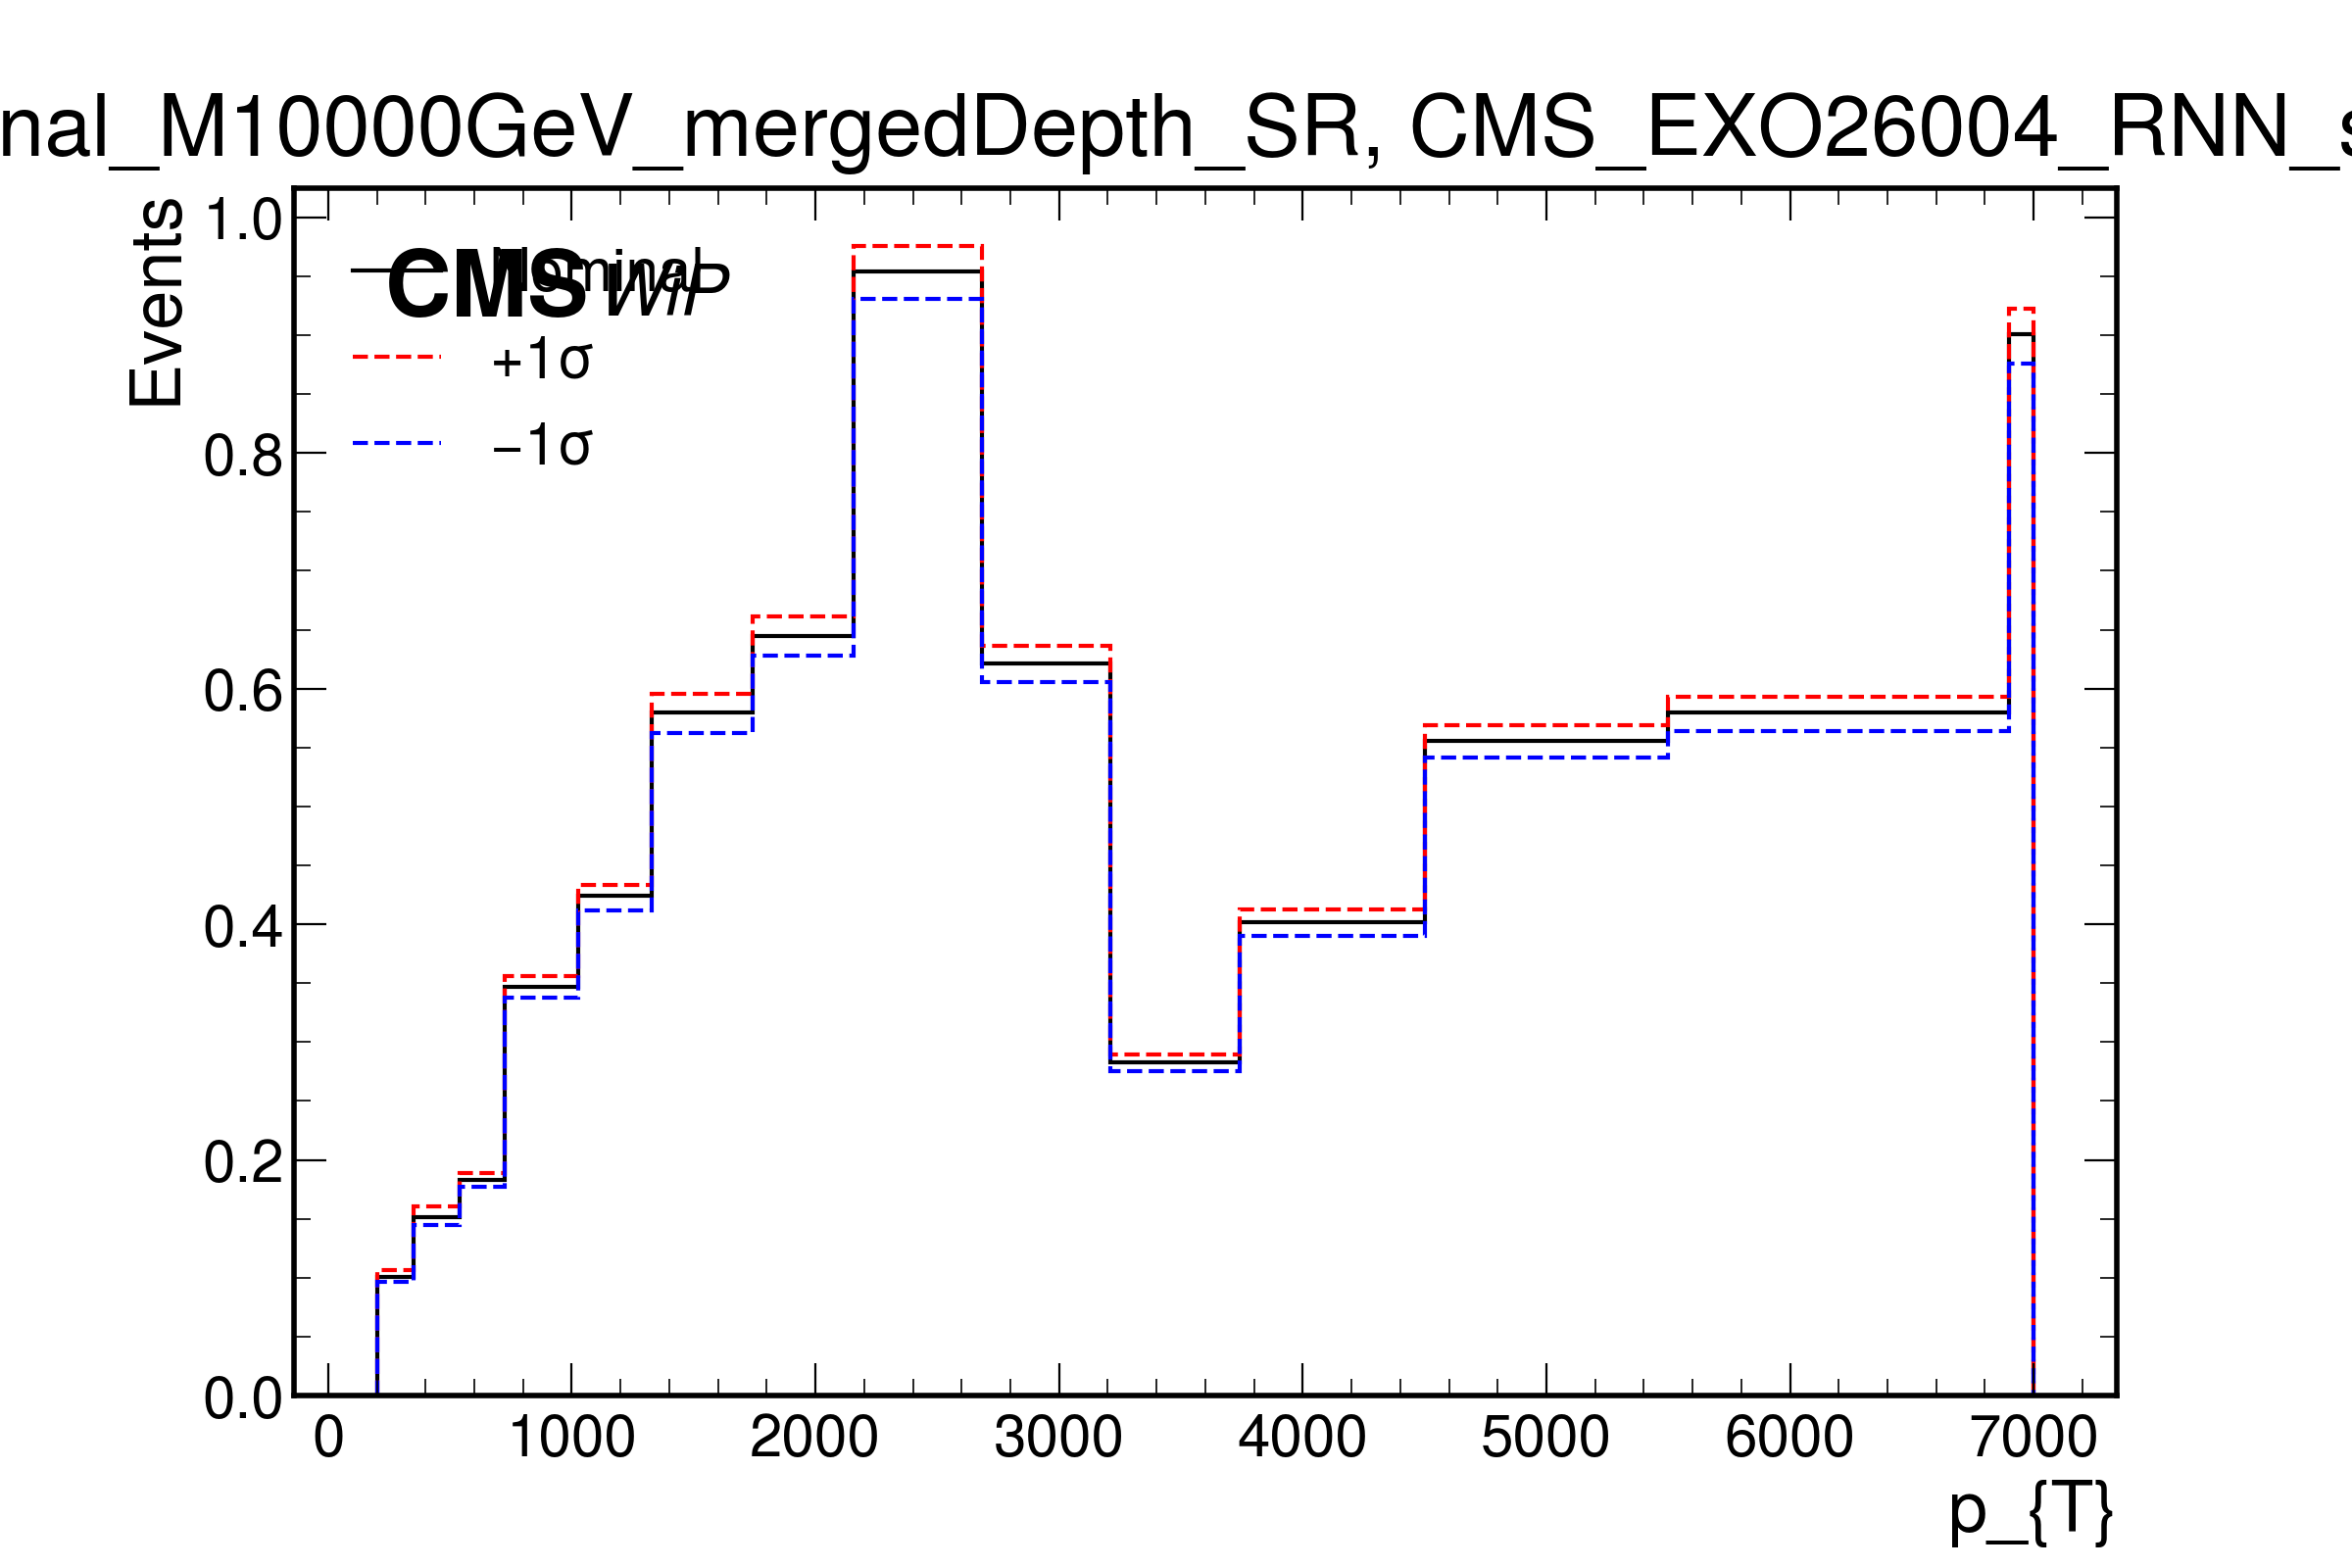 nal_M10000GeV_mergedDepth_SR, CMS_EXO26004_RNN_s
Events
1.0
0.8
0.6
0.4
0.2
0.0
CMS WiP
Nominal
+1σ
−1σ
0 1000 2000 3000 4000 5000 6000 7000
p_{T}